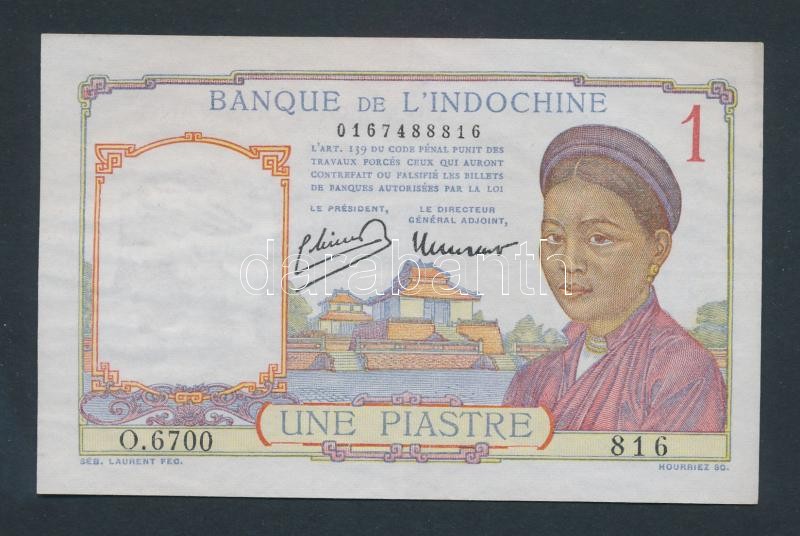 BANQUE DE L'INDOCHINE
0167488816
1
L'ART. 139 DU CODE PÉNAL PUNIT DES
TRAVAUX FORCÉS CEUX QUI AURONT
CONTREFAIT OU FALSIFIÉ LES BILLETS
DE BANQUES AUTORISÉES PAR LA LOI
LE PRÉSIDENT,
LE DIRECTEUR
GÉNÉRAL ADJOINT,
darabanth
UNE PIASTRE
O.6700
816
SÉB. LAURENT FEC.
HOURRIEZ SC.